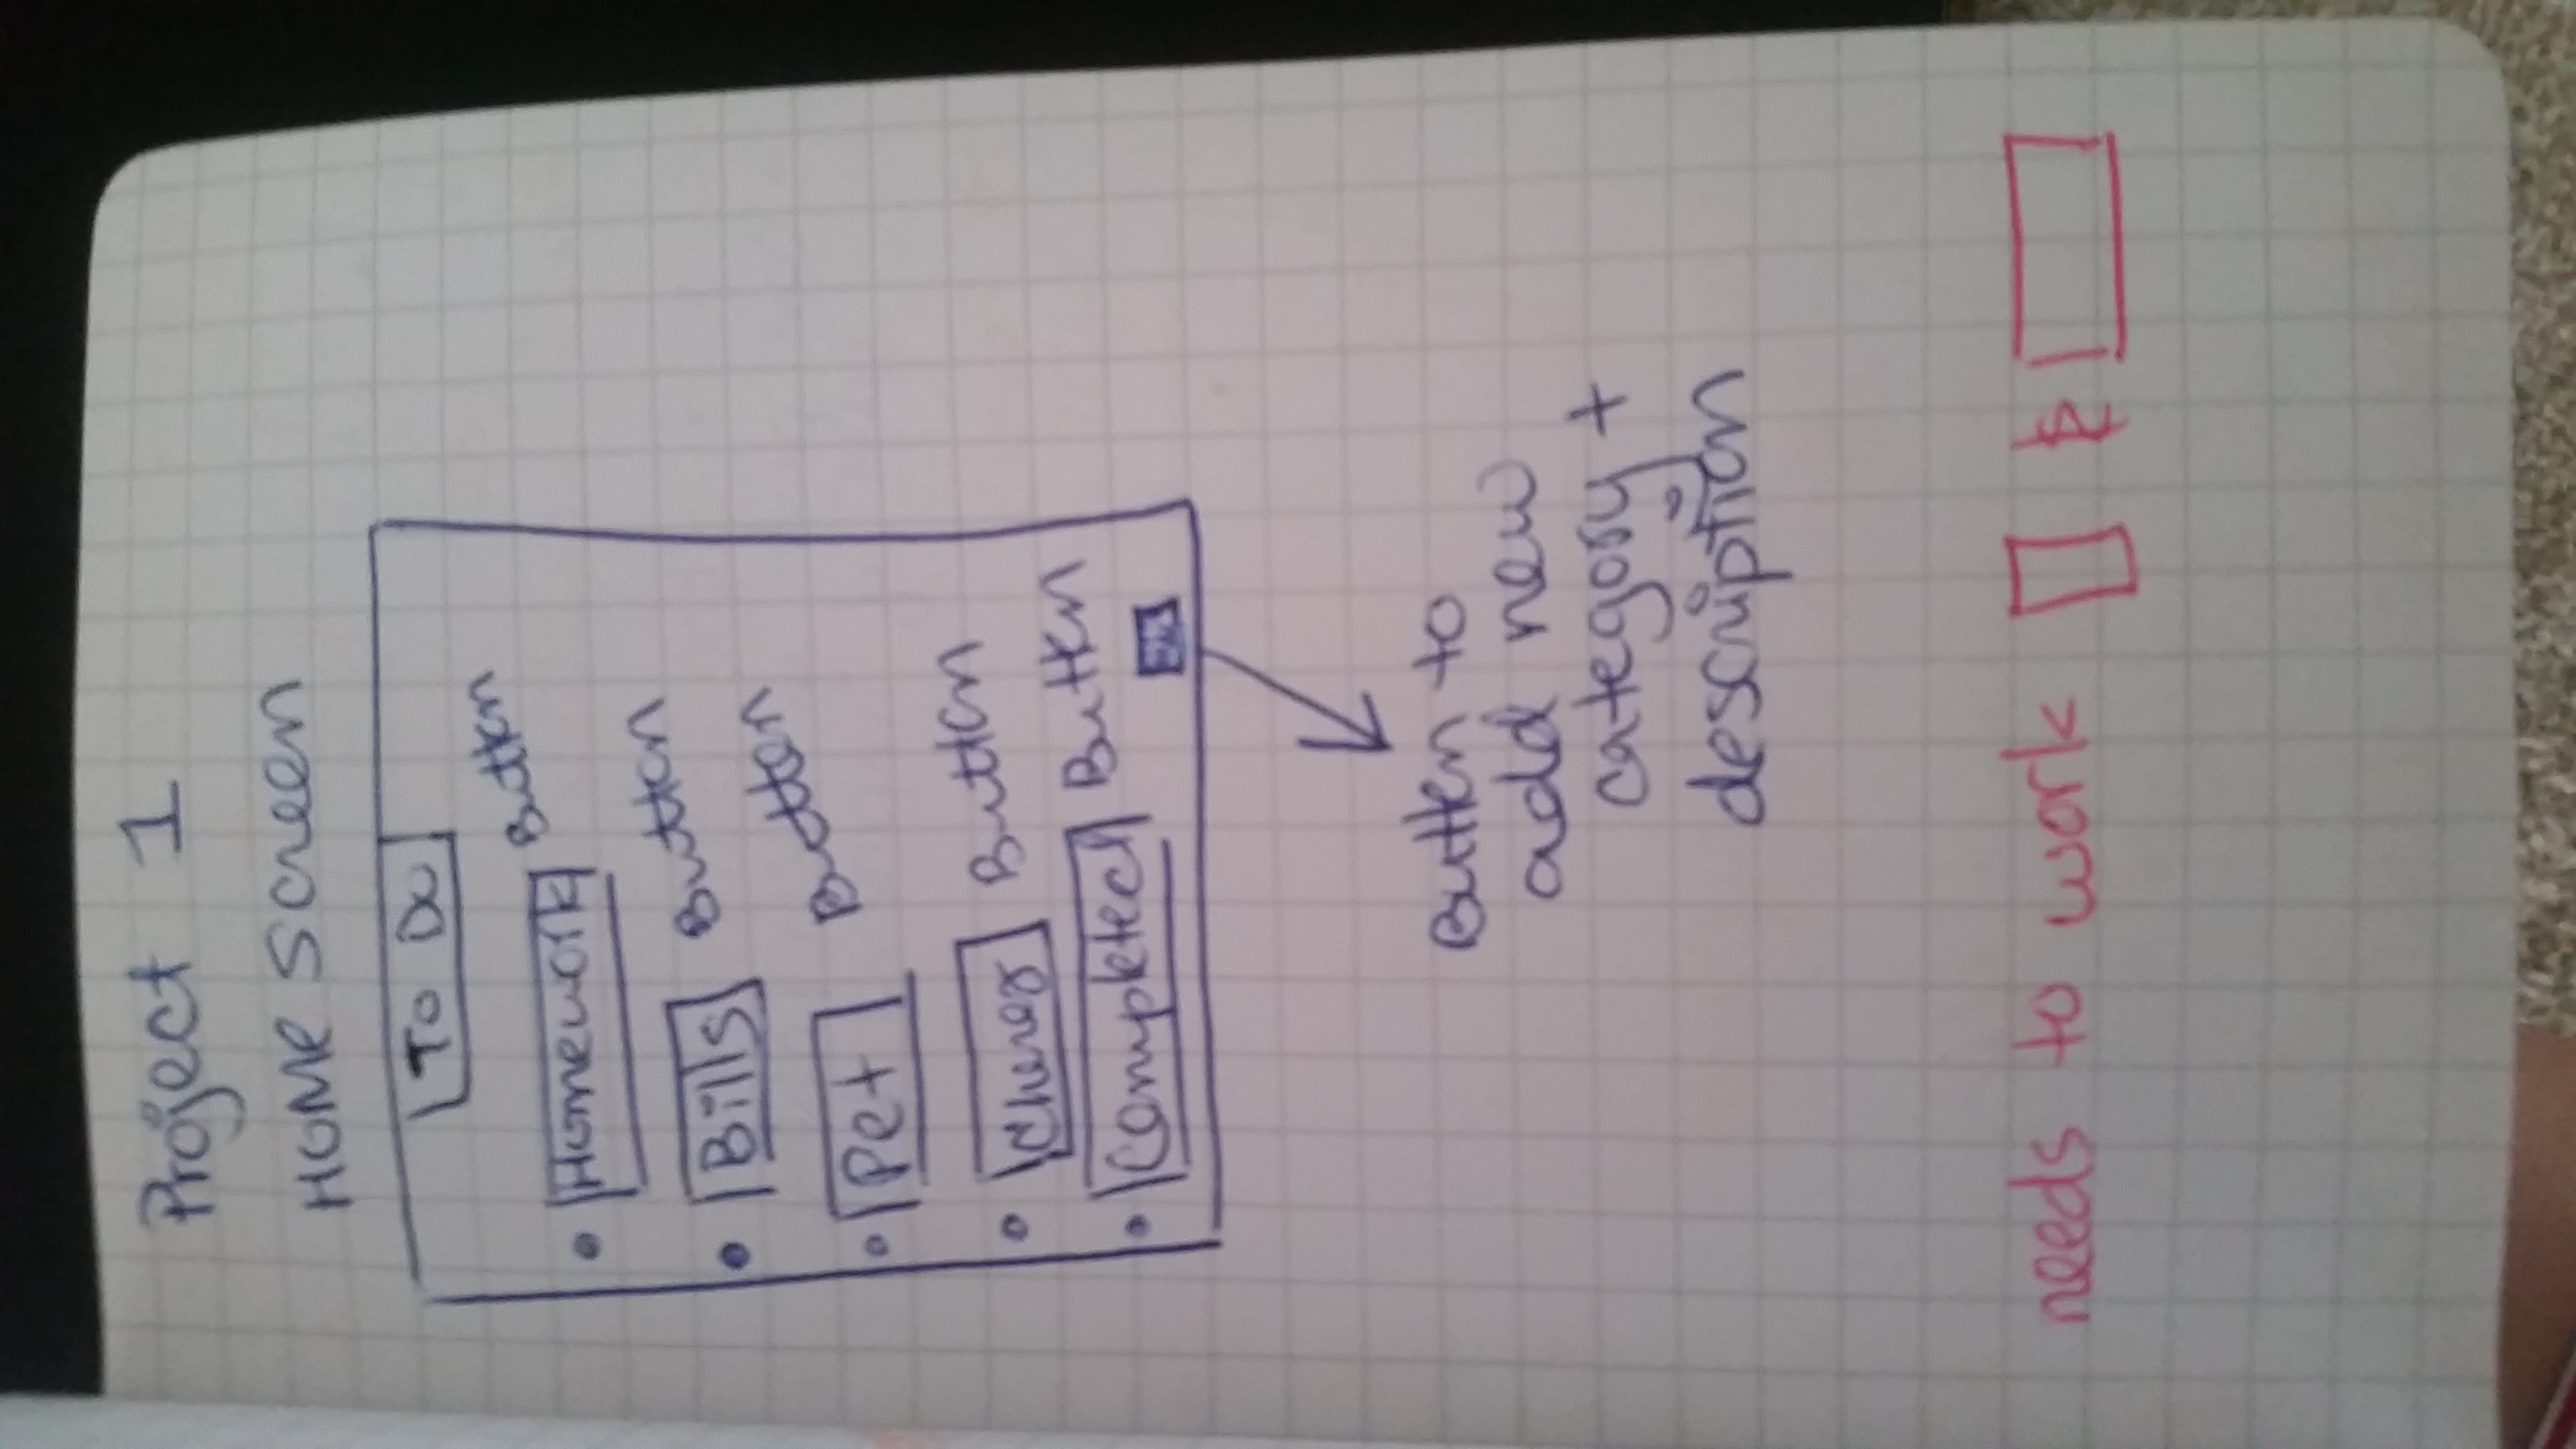 Project 1
Home Screen
To Do
• Homework Button
• Bills Button
• Pet Button
• Chores Button
• Completed Button
Button to
add new
category +
description
needs to work